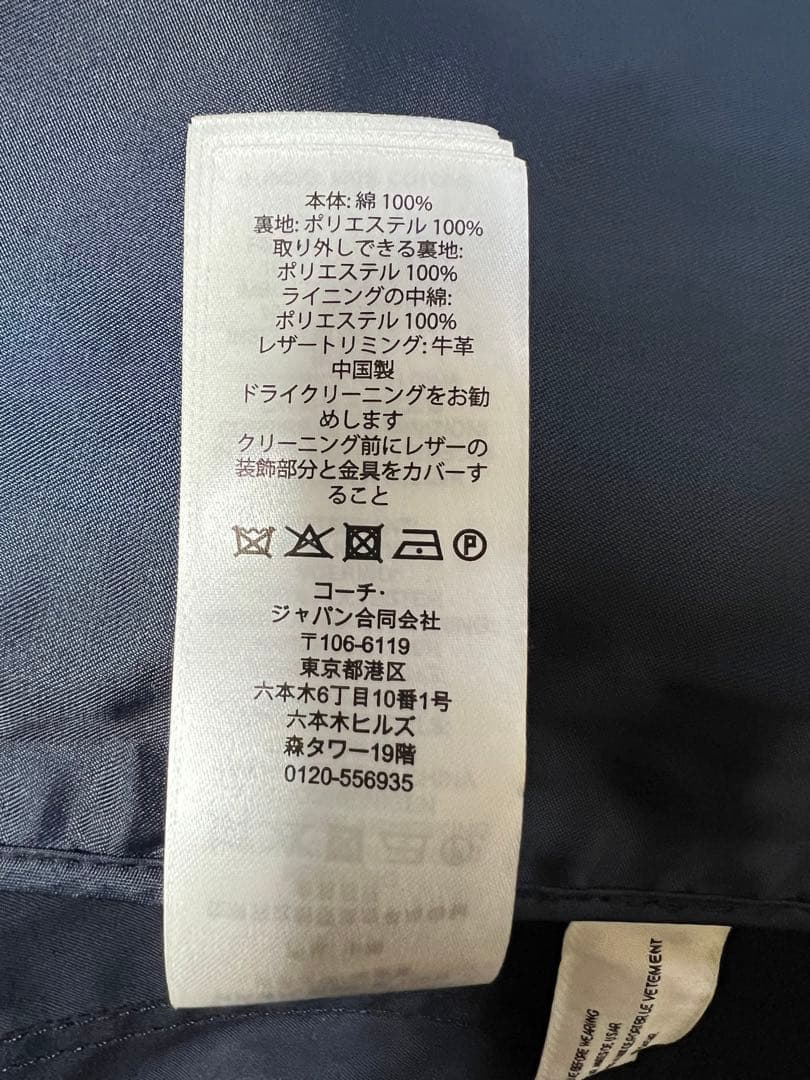 本体: 綿 100%
裏地: ポリエステル 100%
取り外しできる裏地:
ポリエステル 100%
ライニングの中綿:
ポリエステル 100%
レザートリミング: 牛革
中国製
ドライクリーニングをお勧
めします
クリーニング前にレザーの
装飾部分と金具をカバーす
ること
P
コーチ・
ジャパン合同会社
〒106-6119
東京都港区
六本木6丁目10番1号
六本木ヒルズ
森タワー19階
0120-556935
E BEFORE WEARING